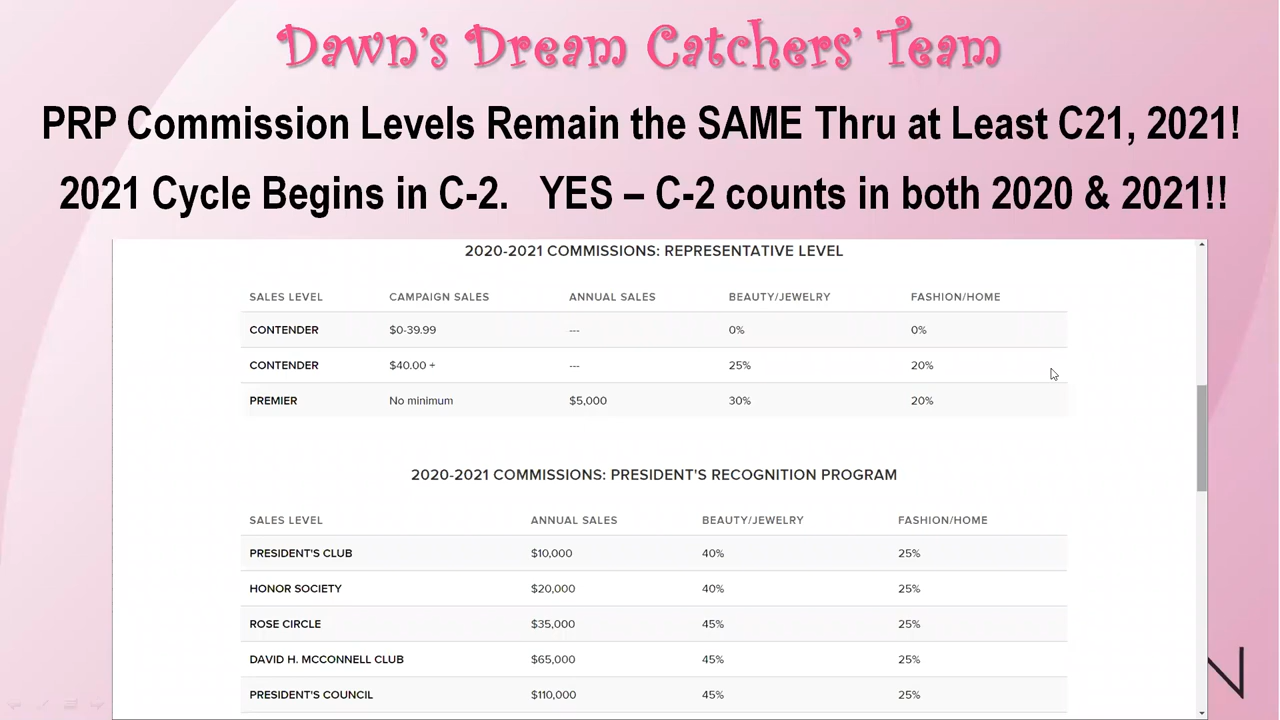 Dawn's Dream Catchers' Team
PRP Commission Levels Remain the SAME Thru at Least C21, 2021!
2021 Cycle Begins in C-2. YES – C-2 counts in both 2020 & 2021!!
2020-2021 COMMISSIONS: REPRESENTATIVE LEVEL
SALES LEVEL CAMPAIGN SALES ANNUAL SALES BEAUTY/JEWELRY FASHION/HOME
CONTENDER $0-39.99 --- 0% 0%
CONTENDER $40.00 + --- 25% 20%
PREMIER No minimum $5,000 30% 20%
2020-2021 COMMISSIONS: PRESIDENT'S RECOGNITION PROGRAM
SALES LEVEL ANNUAL SALES BEAUTY/JEWELRY FASHION/HOME
PRESIDENT'S CLUB $10,000 40% 25%
HONOR SOCIETY $20,000 40% 25%
ROSE CIRCLE $35,000 45% 25%
DAVID H. MCCONNELL CLUB $65,000 45% 25%
PRESIDENT'S COUNCIL $110,000 45% 25%
N